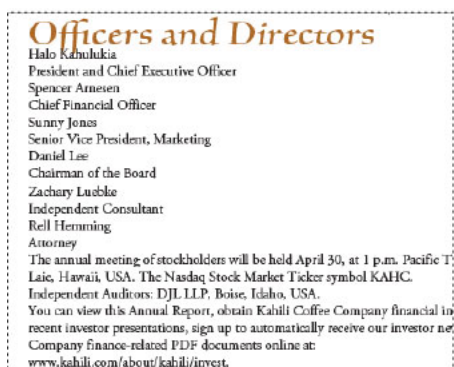 Officers and Directors
Halo Kahulukia
President and Chief Executive Officer
Spencer Arnesen
Chief Financial Officer
Sunny Jones
Senior Vice President, Marketing
Daniel Lee
Chairman of the Board
Zachary Luebke
Independent Consultant
Rell Hemming
Attorney
The annual meeting of stockholders will be held April 30, at 1 p.m. Pacific T
Laie, Hawaii, USA. The Nasdaq Stock Market Ticker symbol KAHC.
Independent Auditors: DJL LLP, Boise, Idaho, USA.
You can view this Annual Report, obtain Kahili Coffee Company financial in
recent investor presentations, sign up to automatically receive our investor ne
Company finance-related PDF documents online at:
www.kahili.com/about/kahili/invest.